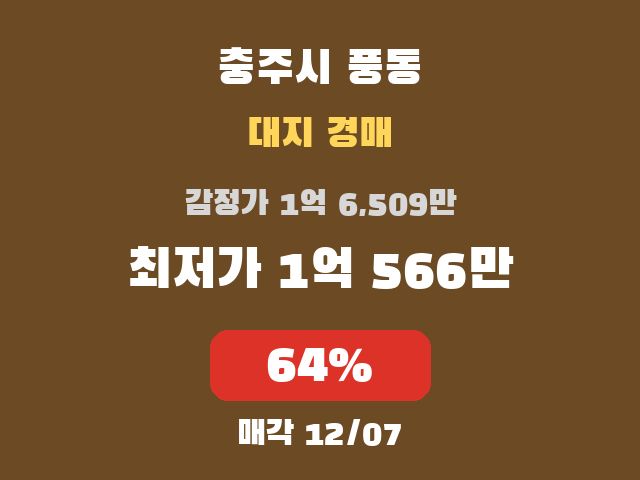 충주시 풍동
대지 경매
감정가 1억 6,509만
최저가 1억 566만
64%
매각 12/07